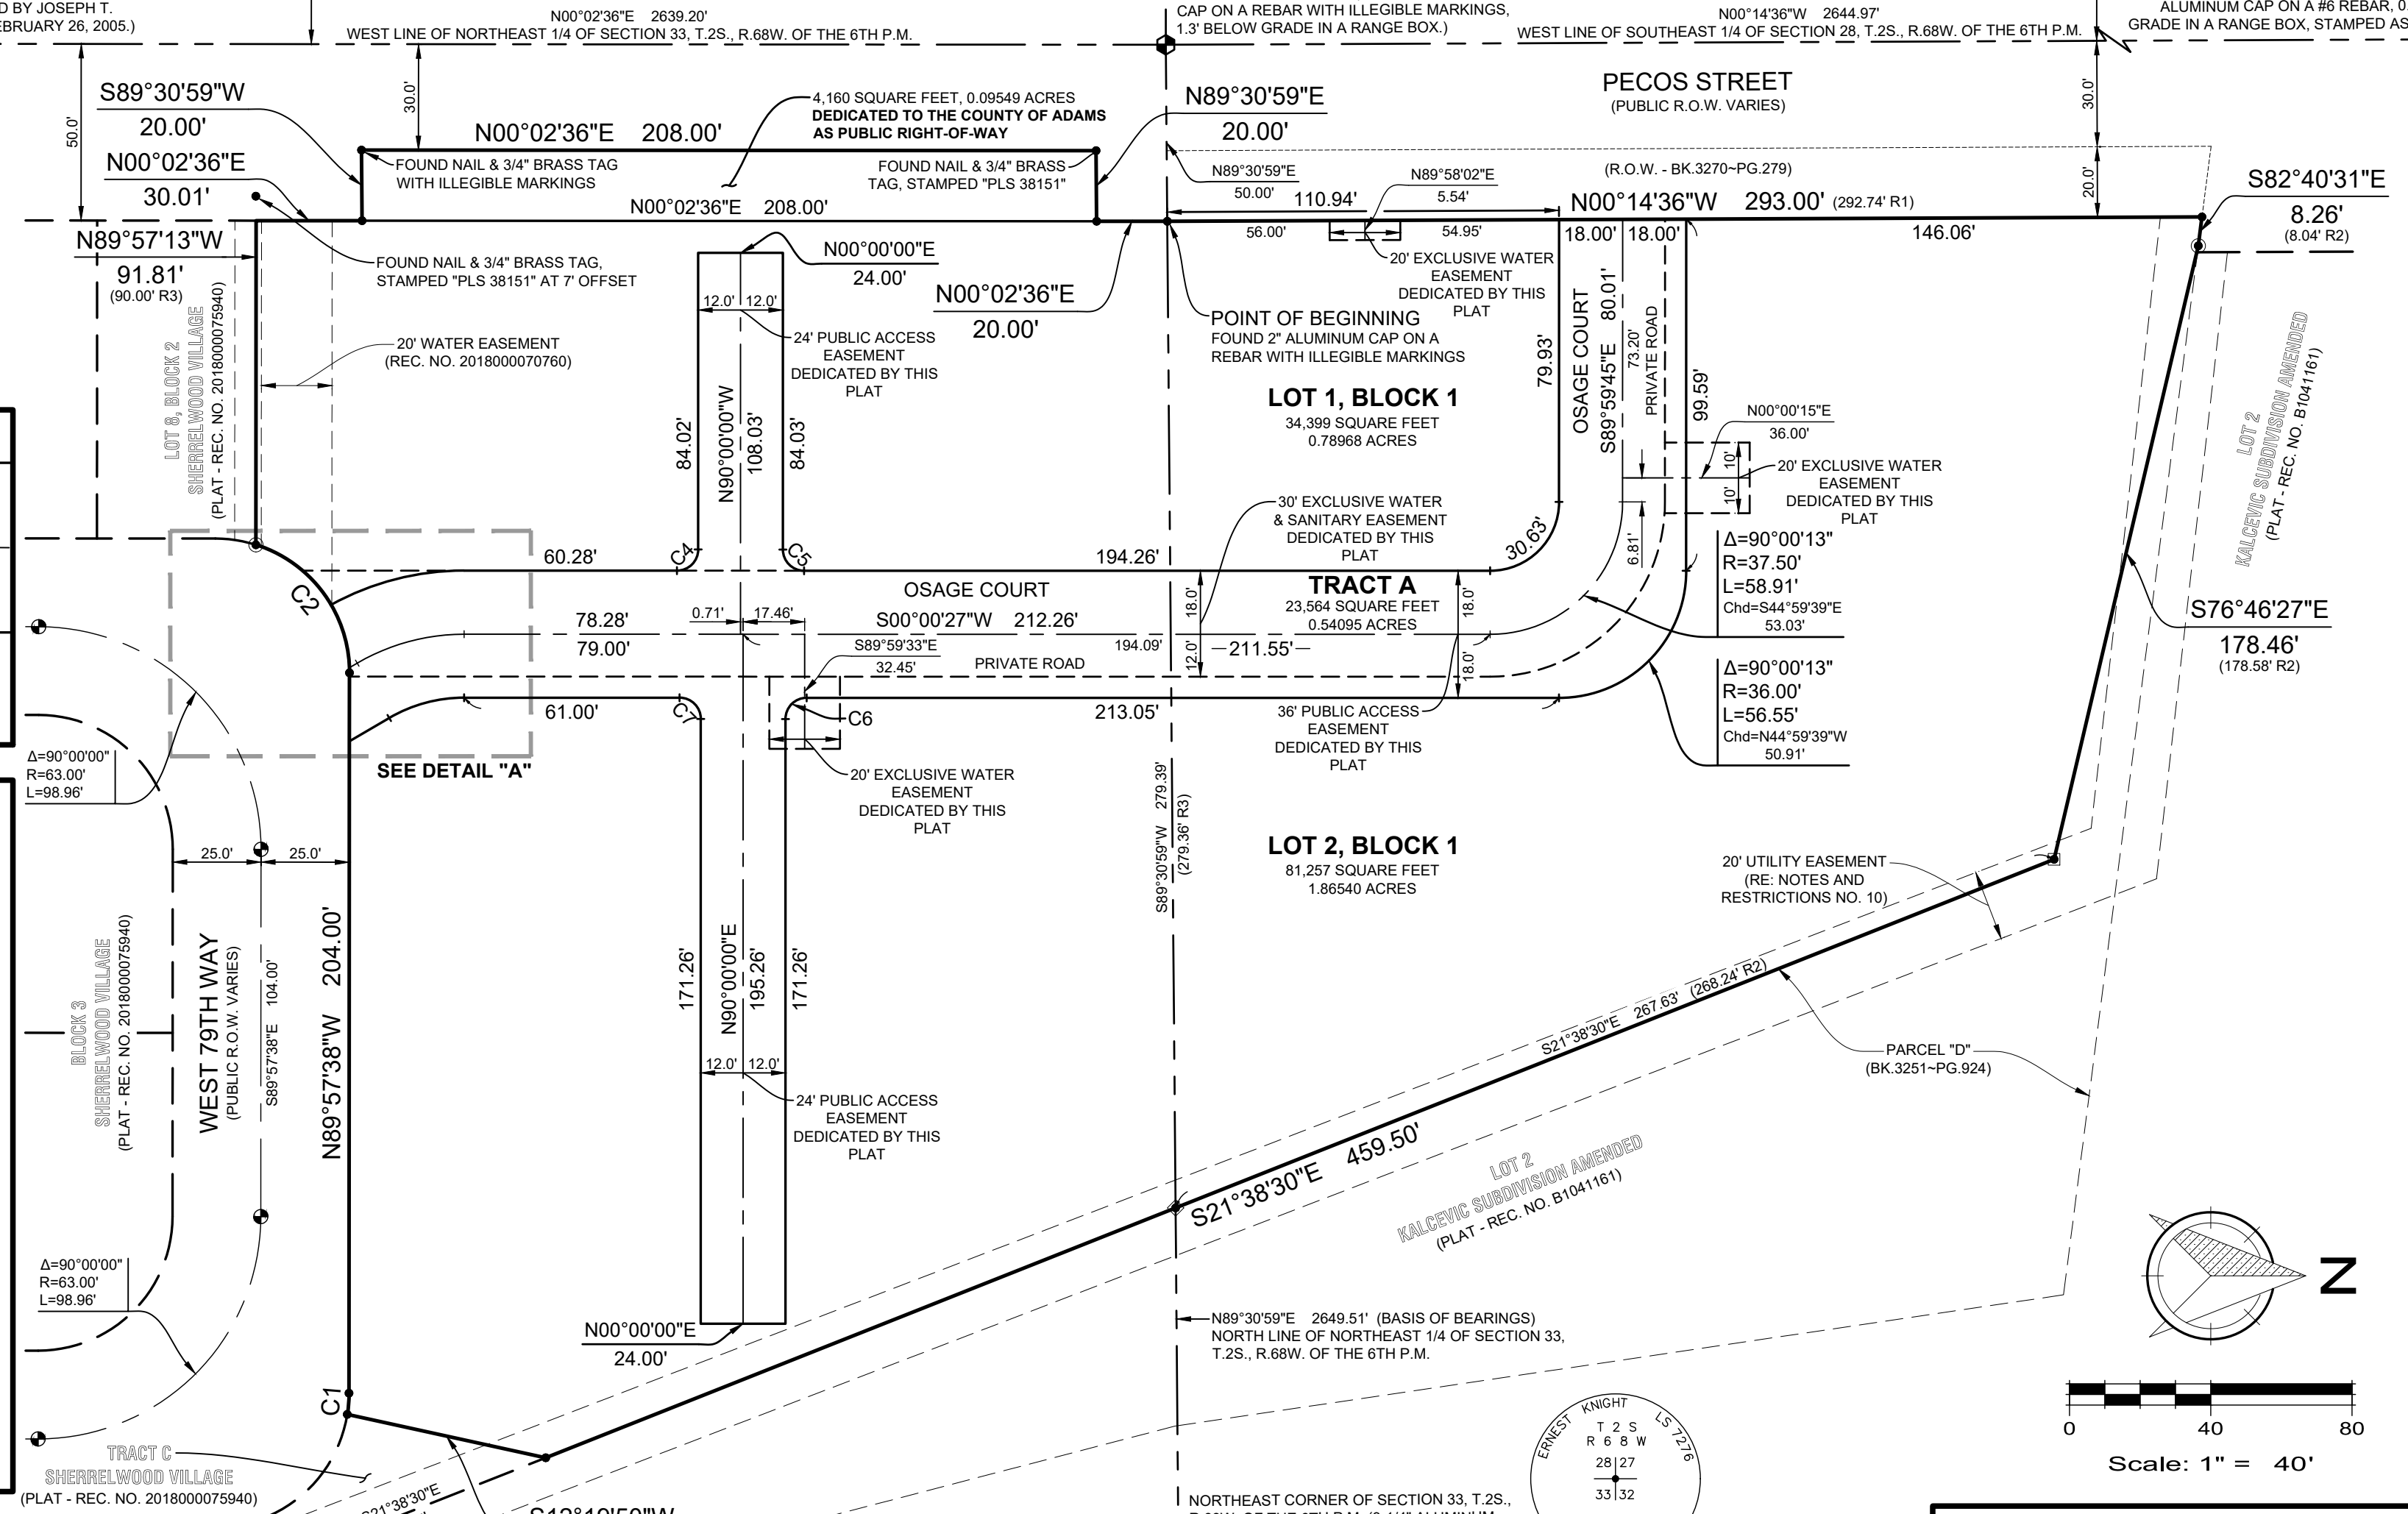 D BY JOSEPH T.
EBRUARY 26, 2005.)
N00°02'36"E 2639.20'
WEST LINE OF NORTHEAST 1/4 OF SECTION 33, T.2S., R.68W. OF THE 6TH P.M.
CAP ON A REBAR WITH ILLEGIBLE MARKINGS,
1.3' BELOW GRADE IN A RANGE BOX.)
N00°14'36"W 2644.97'
WEST LINE OF SOUTHEAST 1/4 OF SECTION 28, T.2S., R.68W. OF THE 6TH P.M.
ALUMINUM CAP ON A #6 REBAR, 0.
GRADE IN A RANGE BOX, STAMPED AS
PECOS STREET
(PUBLIC R.O.W. VARIES)
50.0'
30.0'
30.0'
20.0'
S89°30'59"W
20.00'
N00°02'36"E
30.01'
N89°57'13"W
91.81'
(90.00' R3)
N00°02'36"E 208.00'
4,160 SQUARE FEET, 0.09549 ACRES
DEDICATED TO THE COUNTY OF ADAMS
AS PUBLIC RIGHT-OF-WAY
N89°30'59"E
20.00'
FOUND NAIL & 3/4" BRASS TAG
WITH ILLEGIBLE MARKINGS
FOUND NAIL & 3/4" BRASS
TAG, STAMPED "PLS 38151"
N00°02'36"E 208.00'
N89°30'59"E
50.00'
110.94'
N89°58'02"E
5.54'
(R.O.W. - BK.3270~PG.279)
N00°14'36"W 293.00' (292.74' R1)
S82°40'31"E
8.26'
(8.04' R2)
56.00'
54.95'
18.00'
18.00'
146.06'
FOUND NAIL & 3/4" BRASS TAG,
STAMPED "PLS 38151" AT 7' OFFSET
N00°00'00"E
24.00'
N00°02'36"E
20.00'
20' EXCLUSIVE WATER
EASEMENT
DEDICATED BY THIS
PLAT
POINT OF BEGINNING
FOUND 2" ALUMINUM CAP ON A
REBAR WITH ILLEGIBLE MARKINGS
LOT 8, BLOCK 2
SHERRELWOOD VILLAGE
(PLAT - REC. NO. 2018000075940)
20' WATER EASEMENT
(REC. NO. 2018000070760)
12.0'
12.0'
24' PUBLIC ACCESS
EASEMENT
DEDICATED BY THIS
PLAT
84.02'
N90°00'00"W
108.03'
84.03'
LOT 1, BLOCK 1
34,399 SQUARE FEET
0.78968 ACRES
79.93'
OSAGE COURT
S89°59'45"E 80.01'
73.20'
PRIVATE ROAD
99.59'
N00°00'15"E
36.00'
10'
10'
20' EXCLUSIVE WATER
EASEMENT
DEDICATED BY THIS
PLAT
LOT 2
KALCEVIC SUBDIVISION AMENDED
(PLAT - REC. NO. B1041161)
30' EXCLUSIVE WATER
& SANITARY EASEMENT
DEDICATED BY THIS
PLAT
30.63'
6.81'
Δ=90°00'13"
R=37.50'
L=58.91'
Chd=S44°59'39"E
53.03'
60.28'
C4
C5
194.26'
C2
OSAGE COURT
TRACT A
23,564 SQUARE FEET
0.54095 ACRES
18.0'
18.0'
78.28'
0.71'
17.46'
S00°00'27"W 212.26'
79.00'
S89°59'33"E
32.45'
PRIVATE ROAD
194.09'
12.0'
211.55'
18.0'
S76°46'27"E
178.46'
(178.58' R2)
61.00'
C7
C6
213.05'
36' PUBLIC ACCESS
EASEMENT
DEDICATED BY THIS
PLAT
Δ=90°00'13"
R=36.00'
L=56.55'
Chd=N44°59'39"W
50.91'
Δ=90°00'00"
R=63.00'
L=98.96'
SEE DETAIL "A"
20' EXCLUSIVE WATER
EASEMENT
DEDICATED BY THIS
PLAT
S89°30'59"W 279.39'
(279.36' R3)
25.0'
25.0'
LOT 2, BLOCK 1
81,257 SQUARE FEET
1.86540 ACRES
20' UTILITY EASEMENT
(RE: NOTES AND
RESTRICTIONS NO. 10)
BLOCK 3
SHERRELWOOD VILLAGE
(PLAT - REC. NO. 2018000075940)
WEST 79TH WAY
(PUBLIC R.O.W. VARIES)
S89°57'38"E 104.00'
N89°57'38"W 204.00'
171.26'
N90°00'00"E
195.26'
171.26'
12.0'
12.0'
24' PUBLIC ACCESS
EASEMENT
DEDICATED BY THIS
PLAT
S21°38'30"E 267.63' (268.24' R2)
PARCEL "D"
(BK.3251~PG.924)
S21°38'30"E 459.50'
LOT 2
KALCEVIC SUBDIVISION AMENDED
(PLAT - REC. NO. B1041161)
Δ=90°00'00"
R=63.00'
L=98.96'
N00°00'00"E
24.00'
N89°30'59"E 2649.51' (BASIS OF BEARINGS)
NORTH LINE OF NORTHEAST 1/4 OF SECTION 33,
T.2S., R.68W. OF THE 6TH P.M.
N
C1
TRACT C
SHERRELWOOD VILLAGE
(PLAT - REC. NO. 2018000075940)
S21°38'30"E
ERNEST KNIGHT LS 7276
T 2 S
R 6 8 W
28|27
33|32
0 40 80
Scale: 1" = 40'
NORTHEAST CORNER OF SECTION 33, T.2S.,